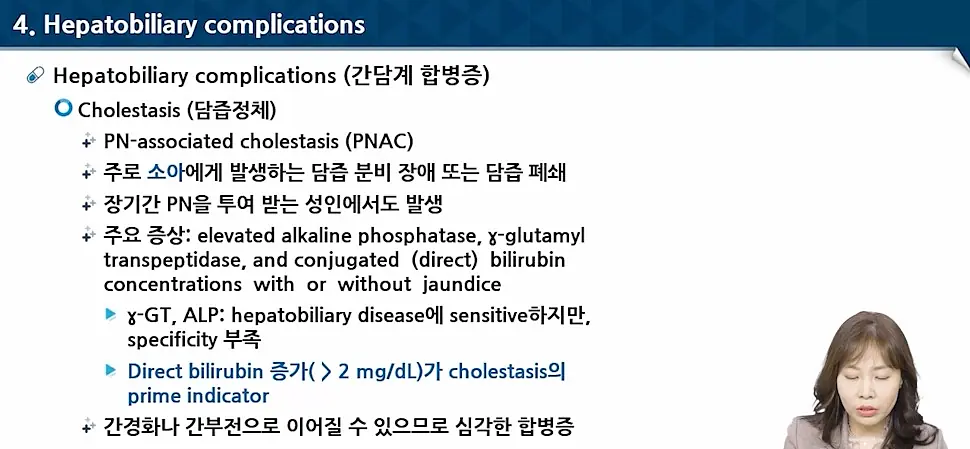 4. Hepatobiliary complications
Hepatobiliary complications (간담계 합병증)
Cholestasis (담즙정체)
PN-associated cholestasis (PNAC)
주로 소아에게 발생하는 담즙 분비 장애 또는 담즙 폐쇄
장기간 PN을 투여 받는 성인에서도 발생
주요 증상: elevated alkaline phosphatase, ɣ-glutamyl
transpeptidase, and conjugated (direct) bilirubin
concentrations with or without jaundice
ɣ-GT, ALP: hepatobiliary disease에 sensitive하지만,
specificity 부족
Direct bilirubin 증가( > 2 mg/dL)가 cholestasis의
prime indicator
간경화나 간부전으로 이어질 수 있으므로 심각한 합병증